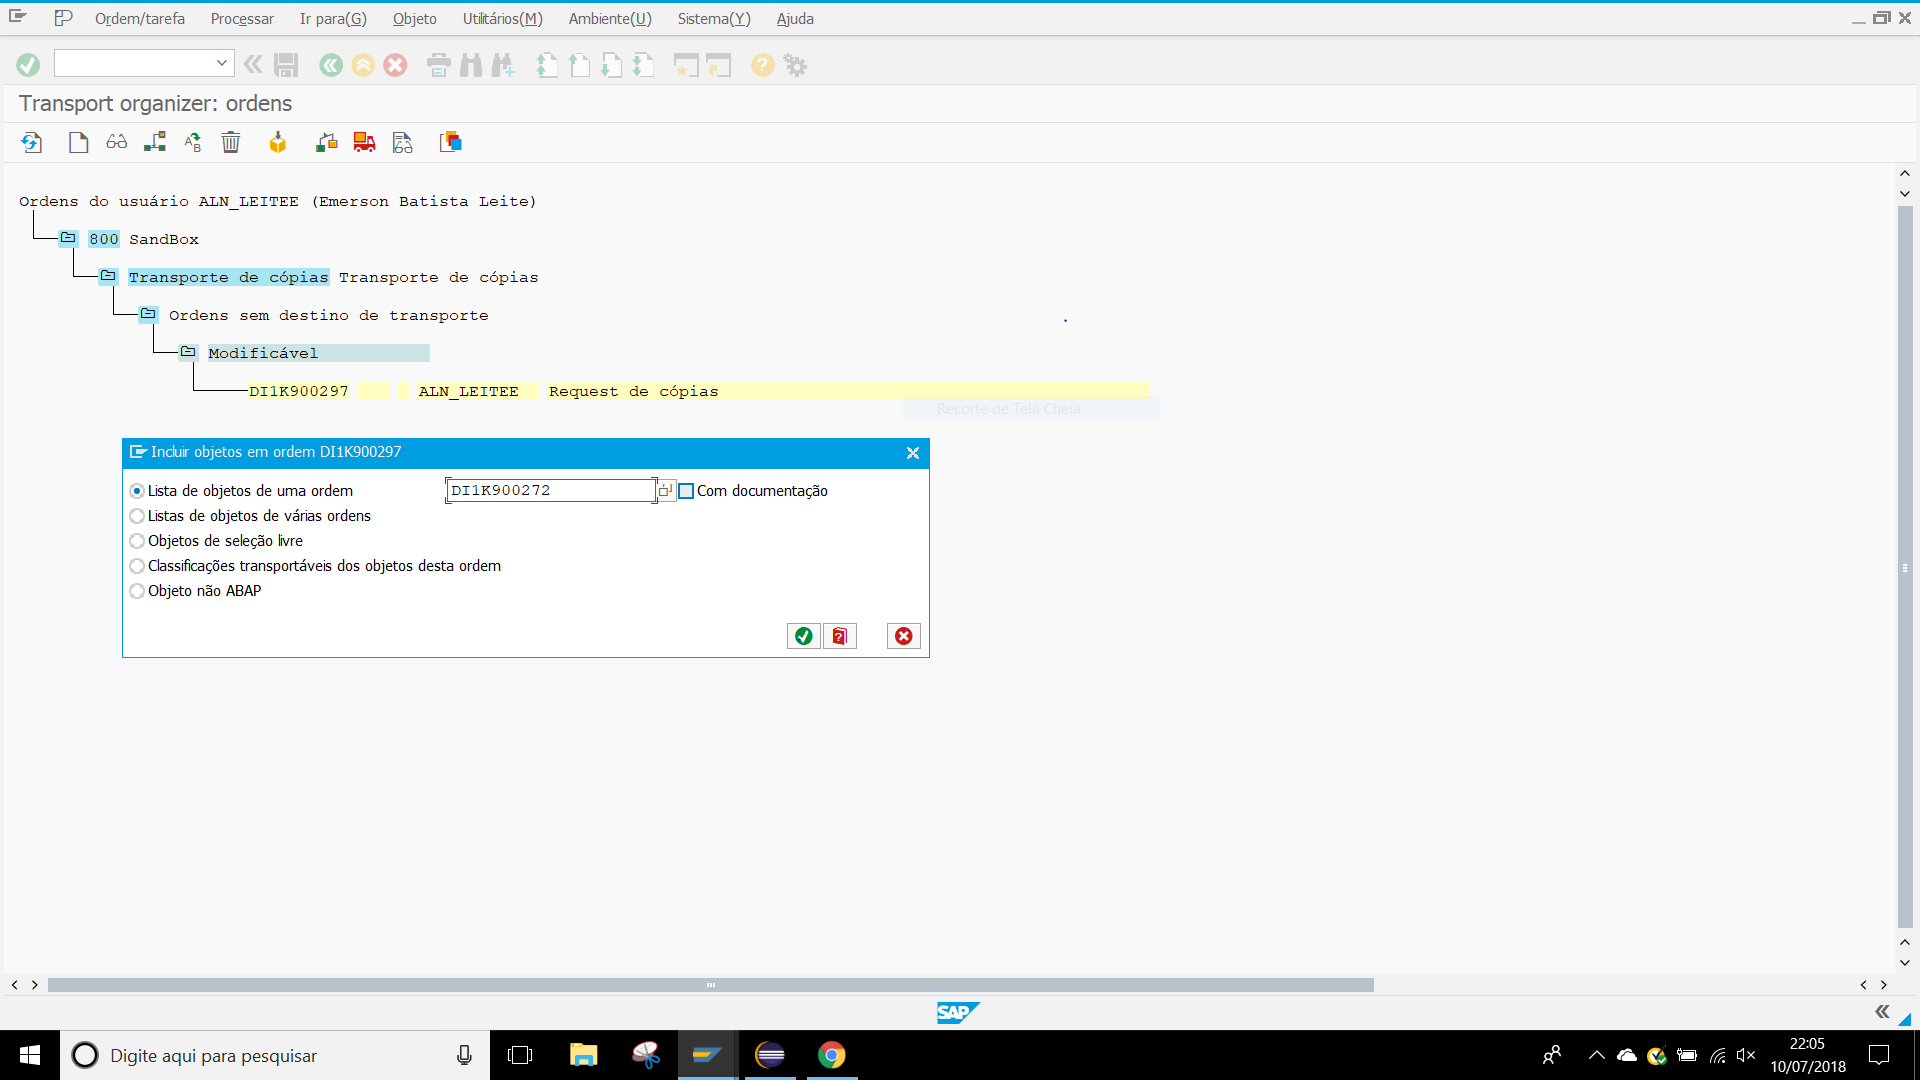 Ordem/tarefa Processar Ir para(G) Objeto Utilitários(M) Ambiente(U) Sistema(Y) Ajuda
Transport organizer: ordens
Ordens do usuário ALN_LEITEE (Emerson Batista Leite)
800 SandBox
Transporte de cópias Transporte de cópias
Ordens sem destino de transporte
Modificável
DI1K900297 ALN_LEITEE Request de cópias
Recorte de Tela Cheia
Incluir objetos em ordem DI1K900297
Lista de objetos de uma ordem DI1K900272 Com documentação
Listas de objetos de várias ordens
Objetos de seleção livre
Classificações transportáveis dos objetos desta ordem
Objeto não ABAP
SAP
Digite aqui para pesquisar
22:05
10/07/2018